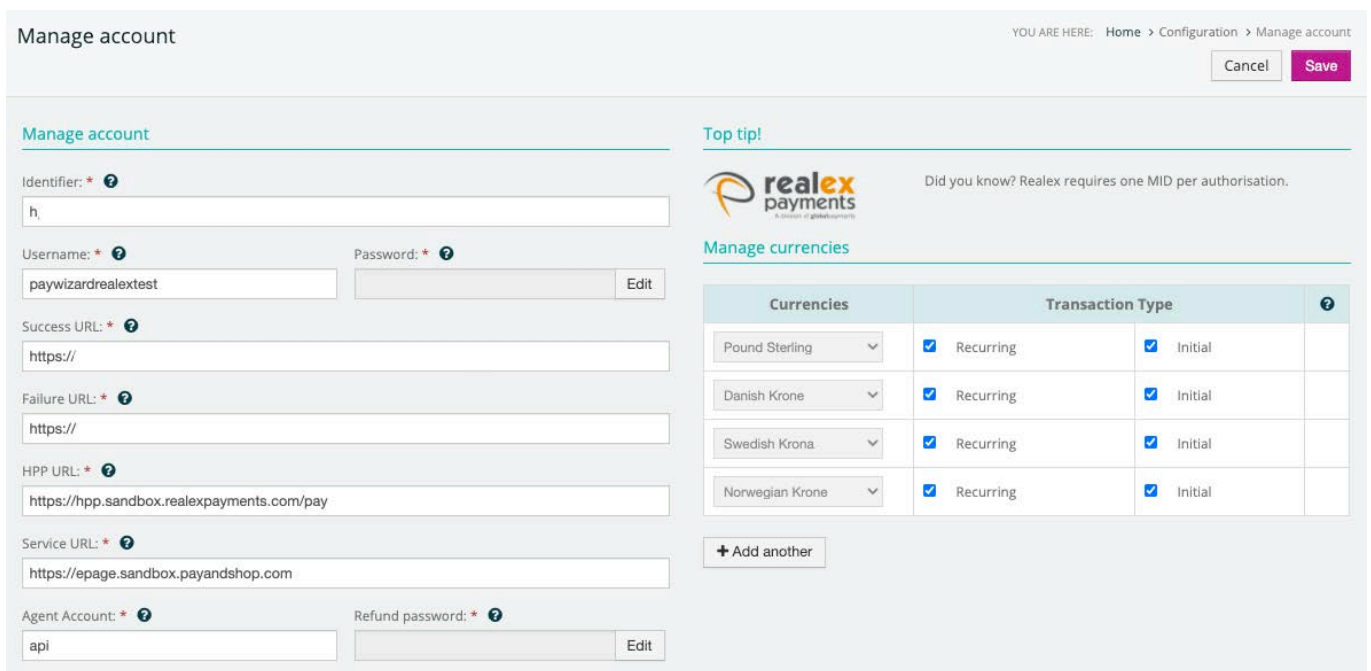 Manage account
YOU ARE HERE: Home > Configuration > Manage account
Cancel Save
Manage account
Identifier: *
h
Username: * Password: *
paywizardrealextest Edit
Success URL: *
https://
Failure URL: *
https://
HPP URL: *
https://hpp.sandbox.realexpayments.com/pay
Service URL: *
https://epage.sandbox.payandshop.com
Agent Account: * Refund password: *
api Edit
Top tip!
realex
payments
A division of globalpayments
Did you know? Realex requires one MID per authorisation.
Manage currencies
Currencies Transaction Type
Pound Sterling Recurring Initial
Danish Krone Recurring Initial
Swedish Krona Recurring Initial
Norwegian Krone Recurring Initial
+ Add another